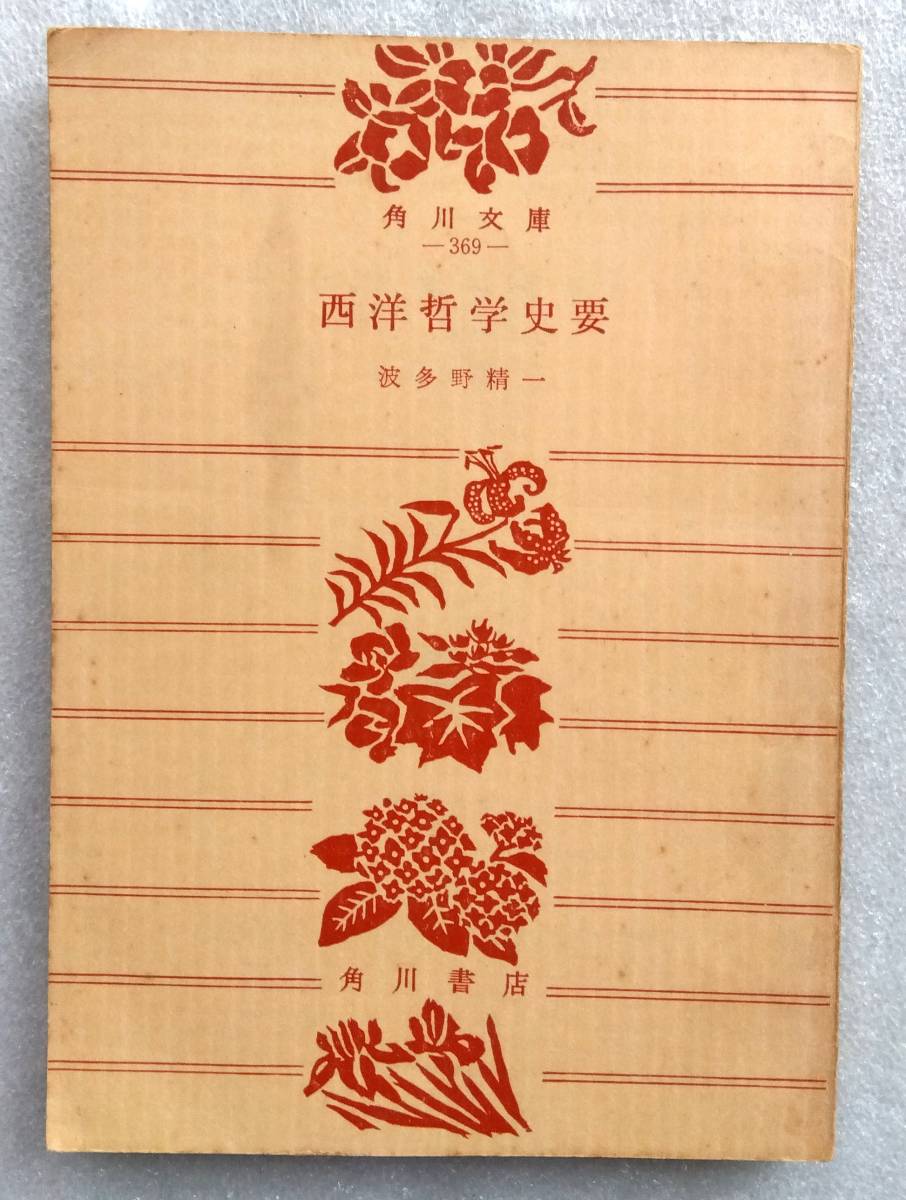 角川文庫
—369—
西洋哲学史要
波多野精一
角川書店